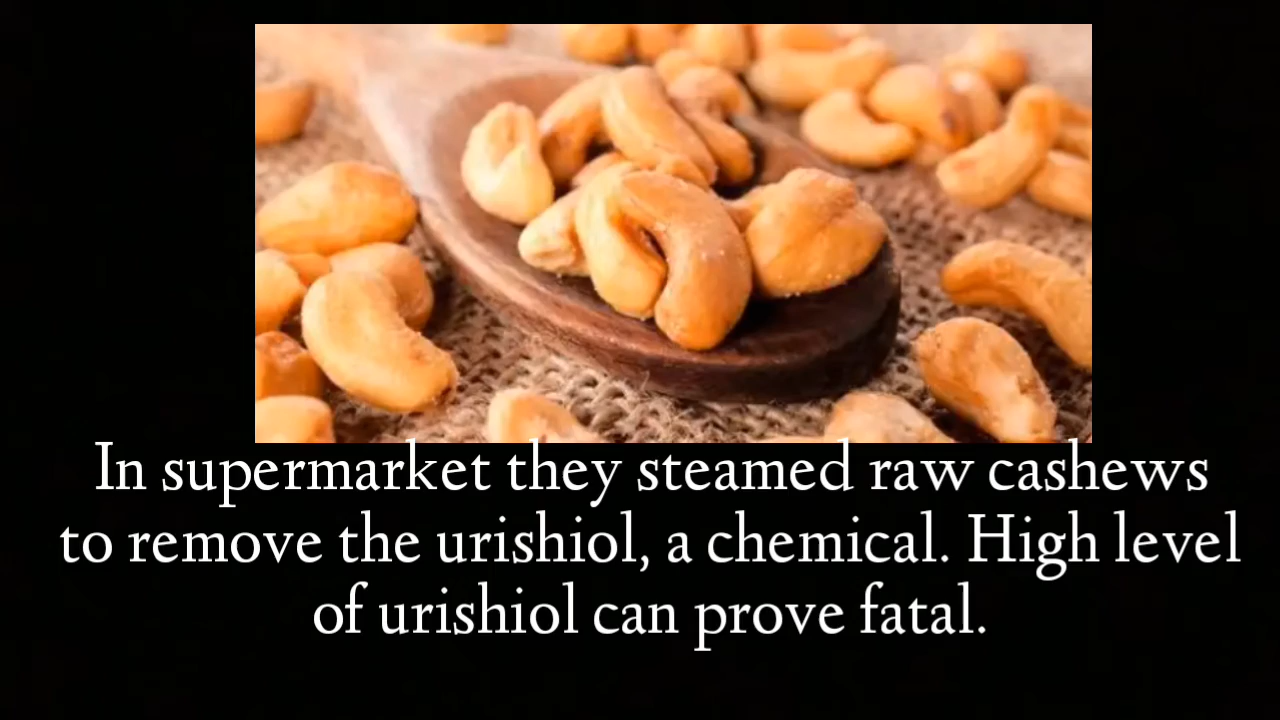 In supermarket they steamed raw cashews
to remove the urishiol, a chemical. High level
of urishiol can prove fatal.